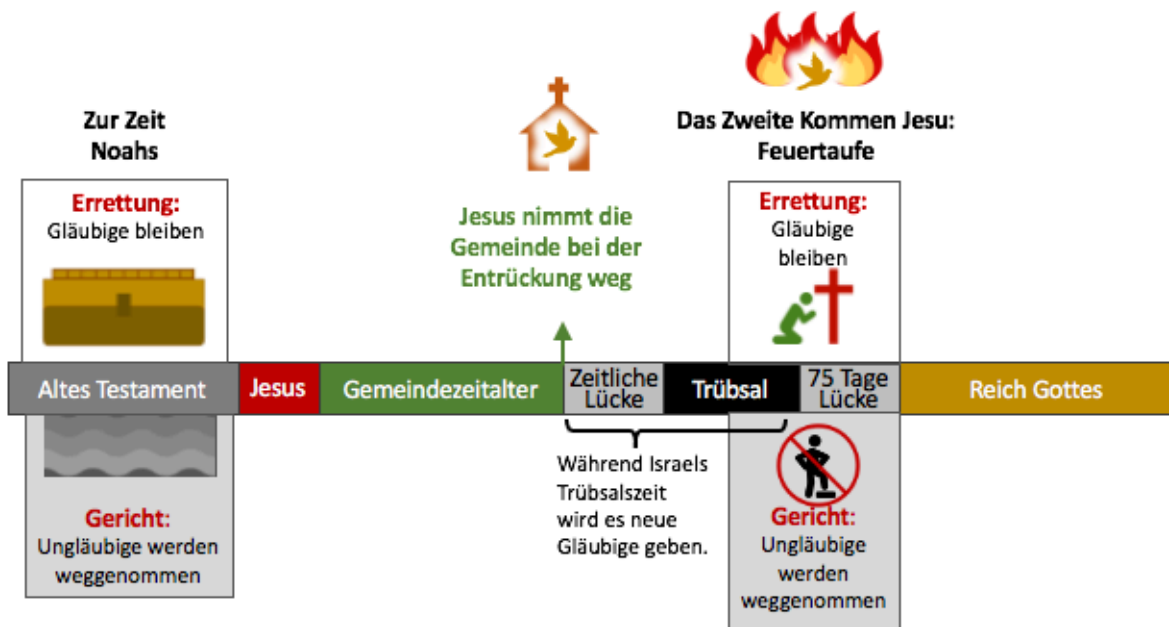 Zur Zeit
Noahs
Errettung:
Gläubige bleiben
Jesus nimmt die
Gemeinde bei der
Entrückung weg
Das Zweite Kommen Jesu:
Feuertaufe
Errettung:
Gläubige
bleiben
Altes Testament
Jesus
Gemeindezeitalter
Zeitliche
Lücke
Trübsal
75 Tage
Lücke
Reich Gottes
Gericht:
Ungläubige werden
weggenommen
Während Israels
Trübsalszeit
wird es neue
Gläubige geben.
Gericht:
Ungläubige
werden
weggenommen